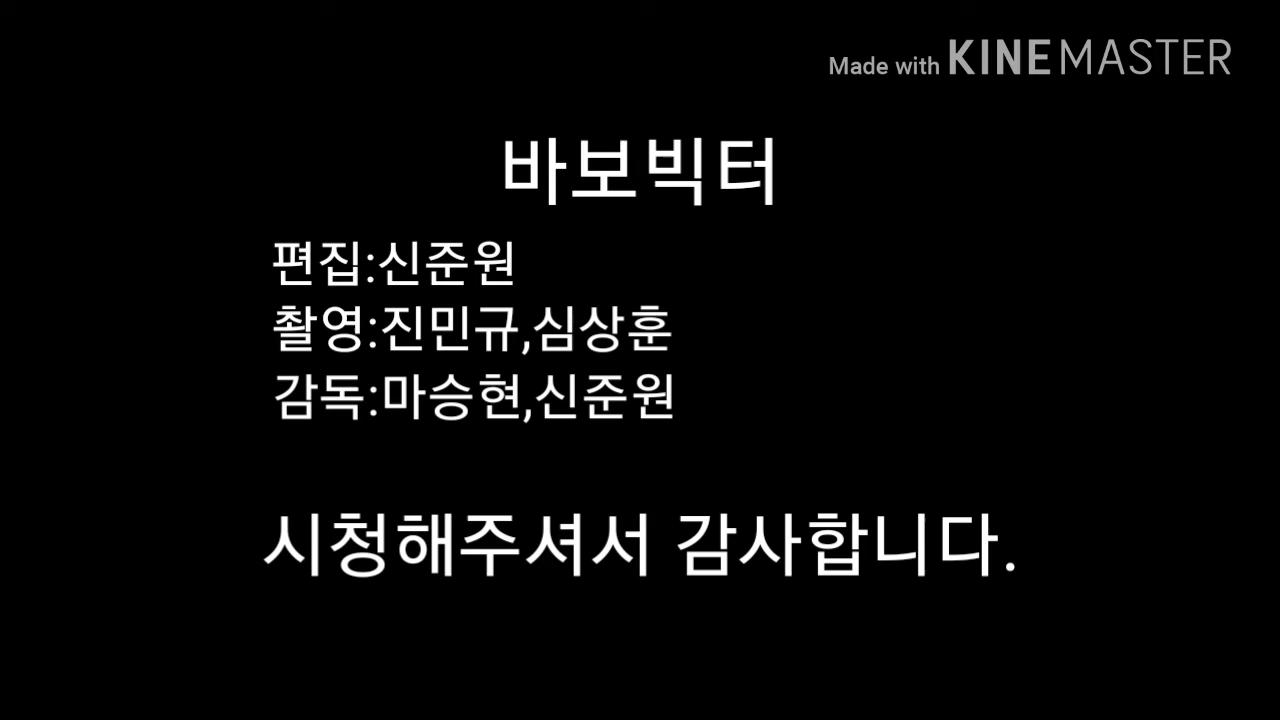 Made with KINEMASTER
바보빅터
편집:신준원
촬영:진민규,심상훈
감독:마승현,신준원
시청해주셔서 감사합니다.